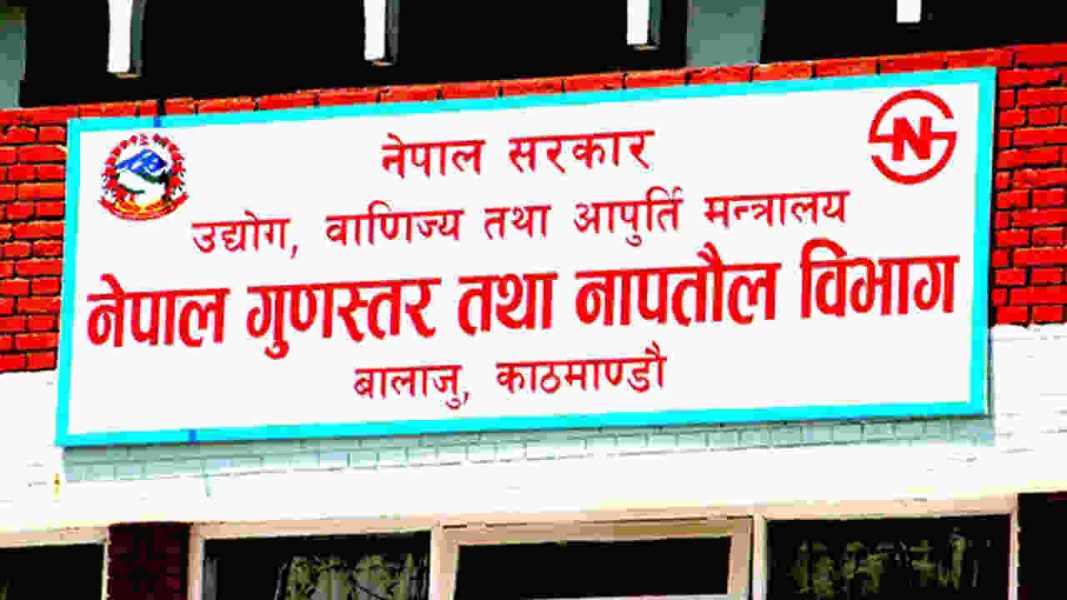 नेपाल सरकार
उद्योग, वाणिज्य तथा आपुर्ति मन्त्रालय
नेपाल गुणस्तर तथा नापतौल विभाग
बालाजु, काठमाण्डौ